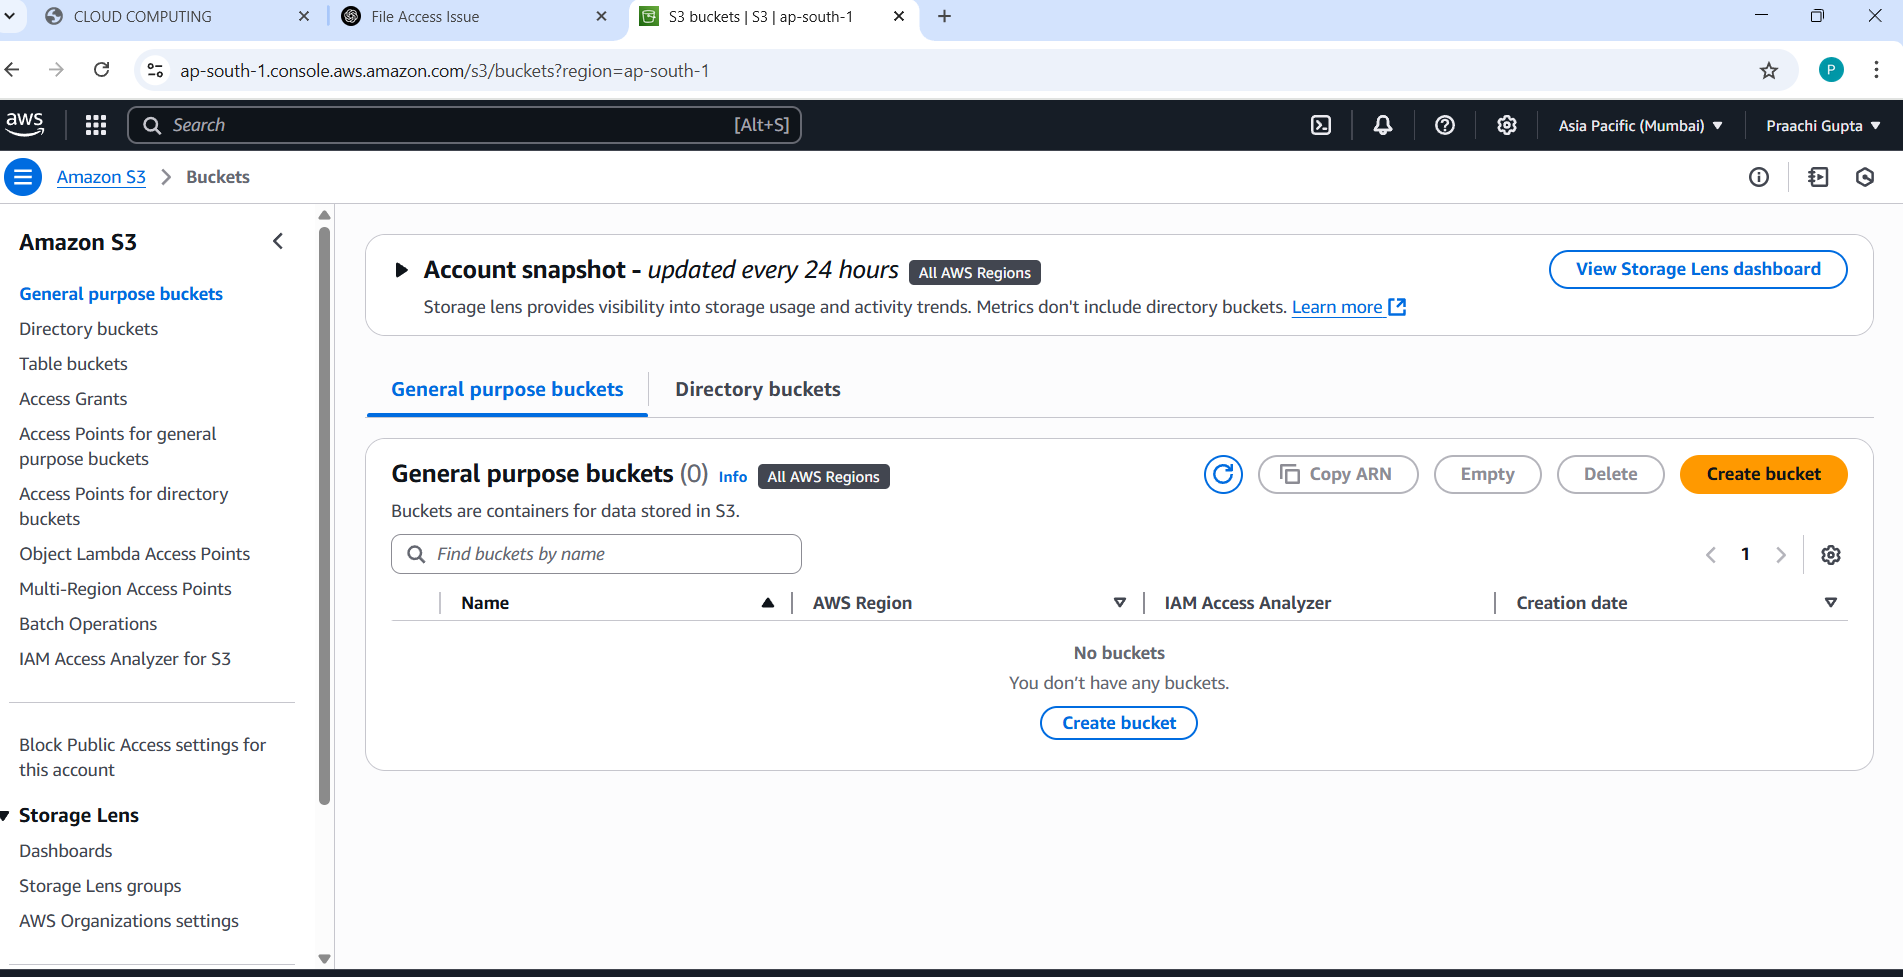 CLOUD COMPUTING
File Access Issue
S3 buckets | S3 | ap-south-1
ap-south-1.console.aws.amazon.com/s3/buckets?region=ap-south-1
P
aws
Search
[Alt+S]
Asia Pacific (Mumbai)
Praachi Gupta
Amazon S3
Buckets
Amazon S3
General purpose buckets
Directory buckets
Table buckets
Access Grants
Access Points for general
purpose buckets
Access Points for directory
buckets
Object Lambda Access Points
Multi-Region Access Points
Batch Operations
IAM Access Analyzer for S3
Block Public Access settings for
this account
Storage Lens
Dashboards
Storage Lens groups
AWS Organizations settings
Account snapshot - updated every 24 hours All AWS Regions
View Storage Lens dashboard
Storage lens provides visibility into storage usage and activity trends. Metrics don't include directory buckets. Learn more
General purpose buckets
Directory buckets
General purpose buckets (0) Info All AWS Regions
Copy ARN
Empty
Delete
Create bucket
Buckets are containers for data stored in S3.
Find buckets by name
1
Name
AWS Region
IAM Access Analyzer
Creation date
No buckets
You don't have any buckets.
Create bucket